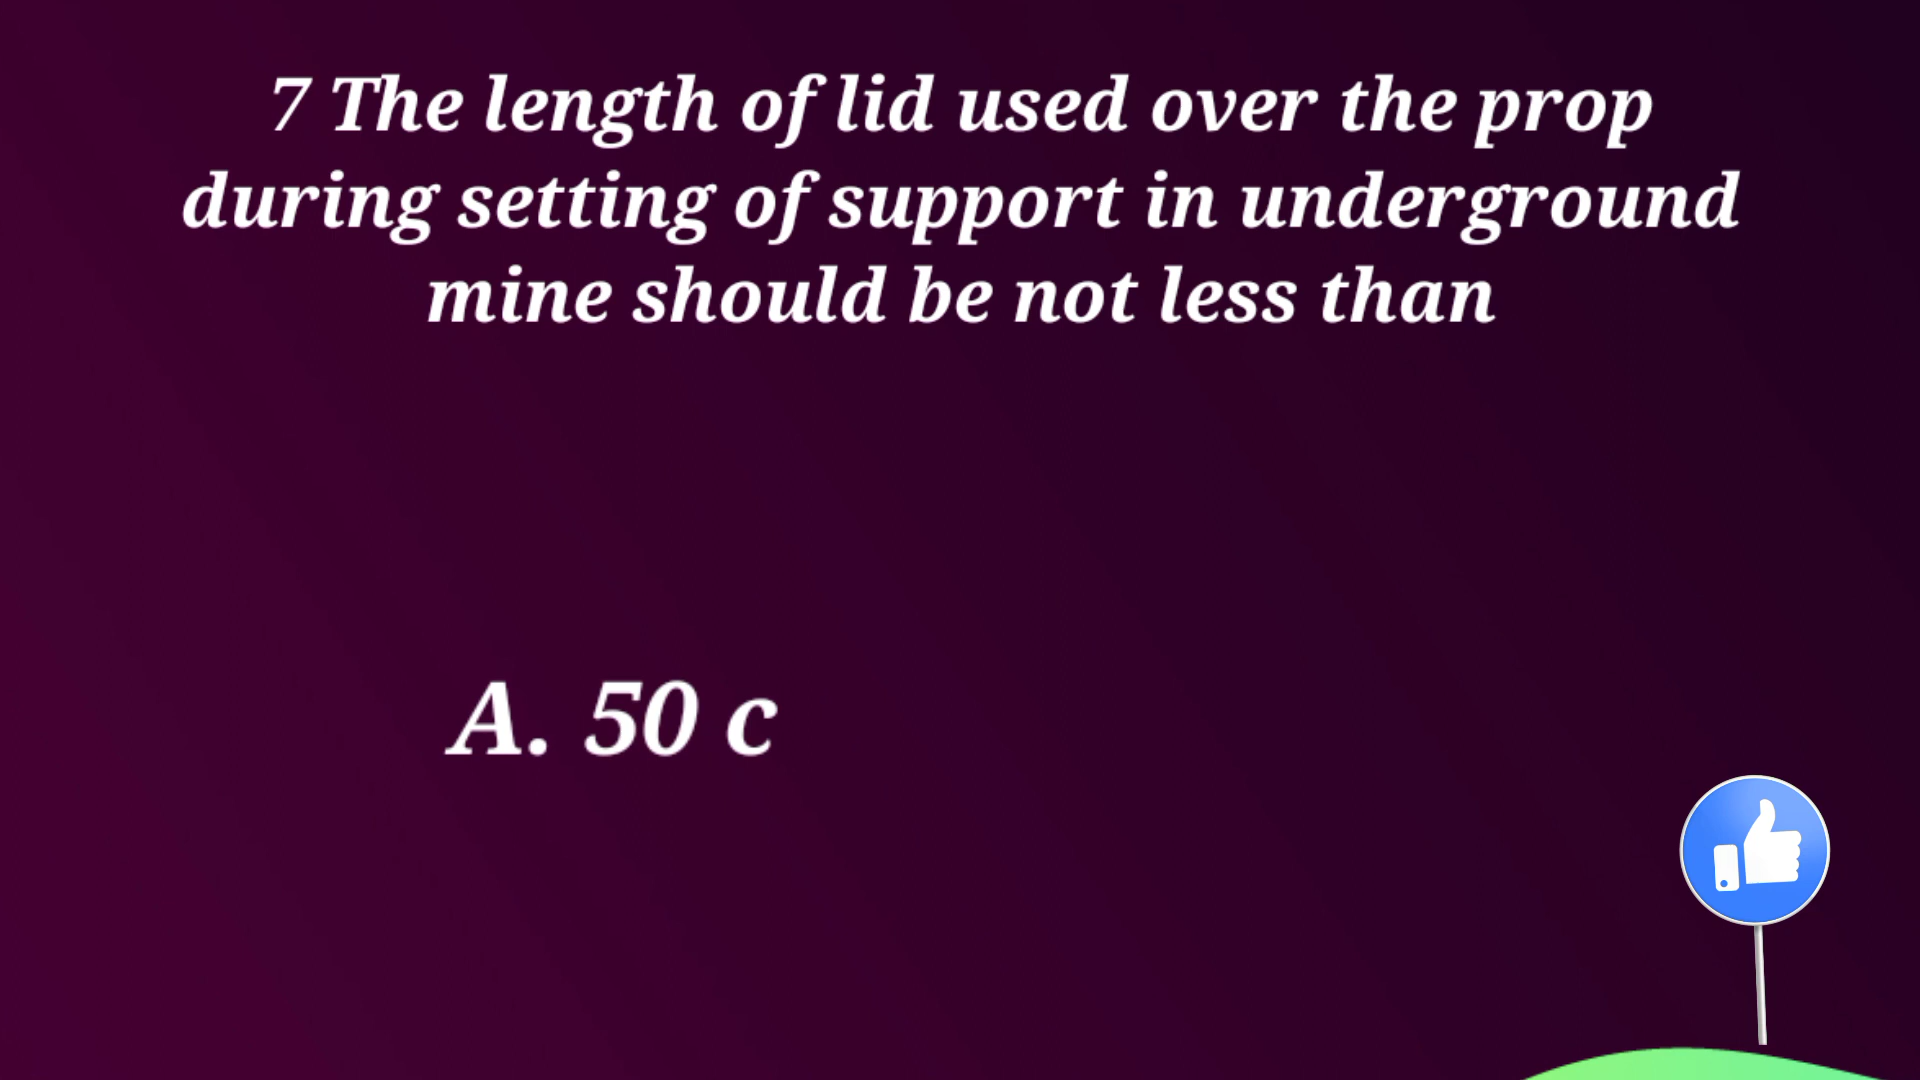 7 The length of lid used over the prop
during setting of support in underground
mine should be not less than
A. 50 c